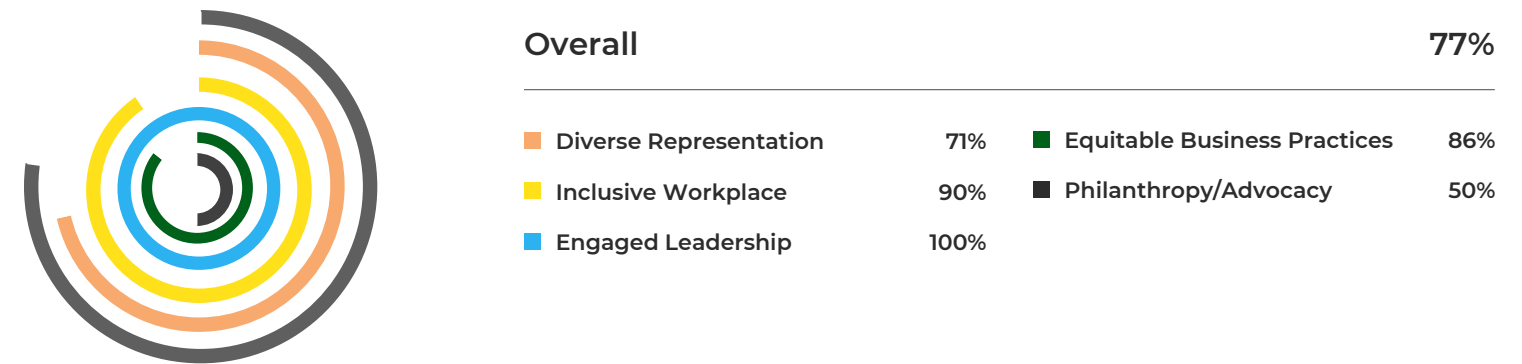 Overall 77%
Diverse Representation 71%
Inclusive Workplace 90%
Engaged Leadership 100%
Equitable Business Practices 86%
Philanthropy/Advocacy 50%